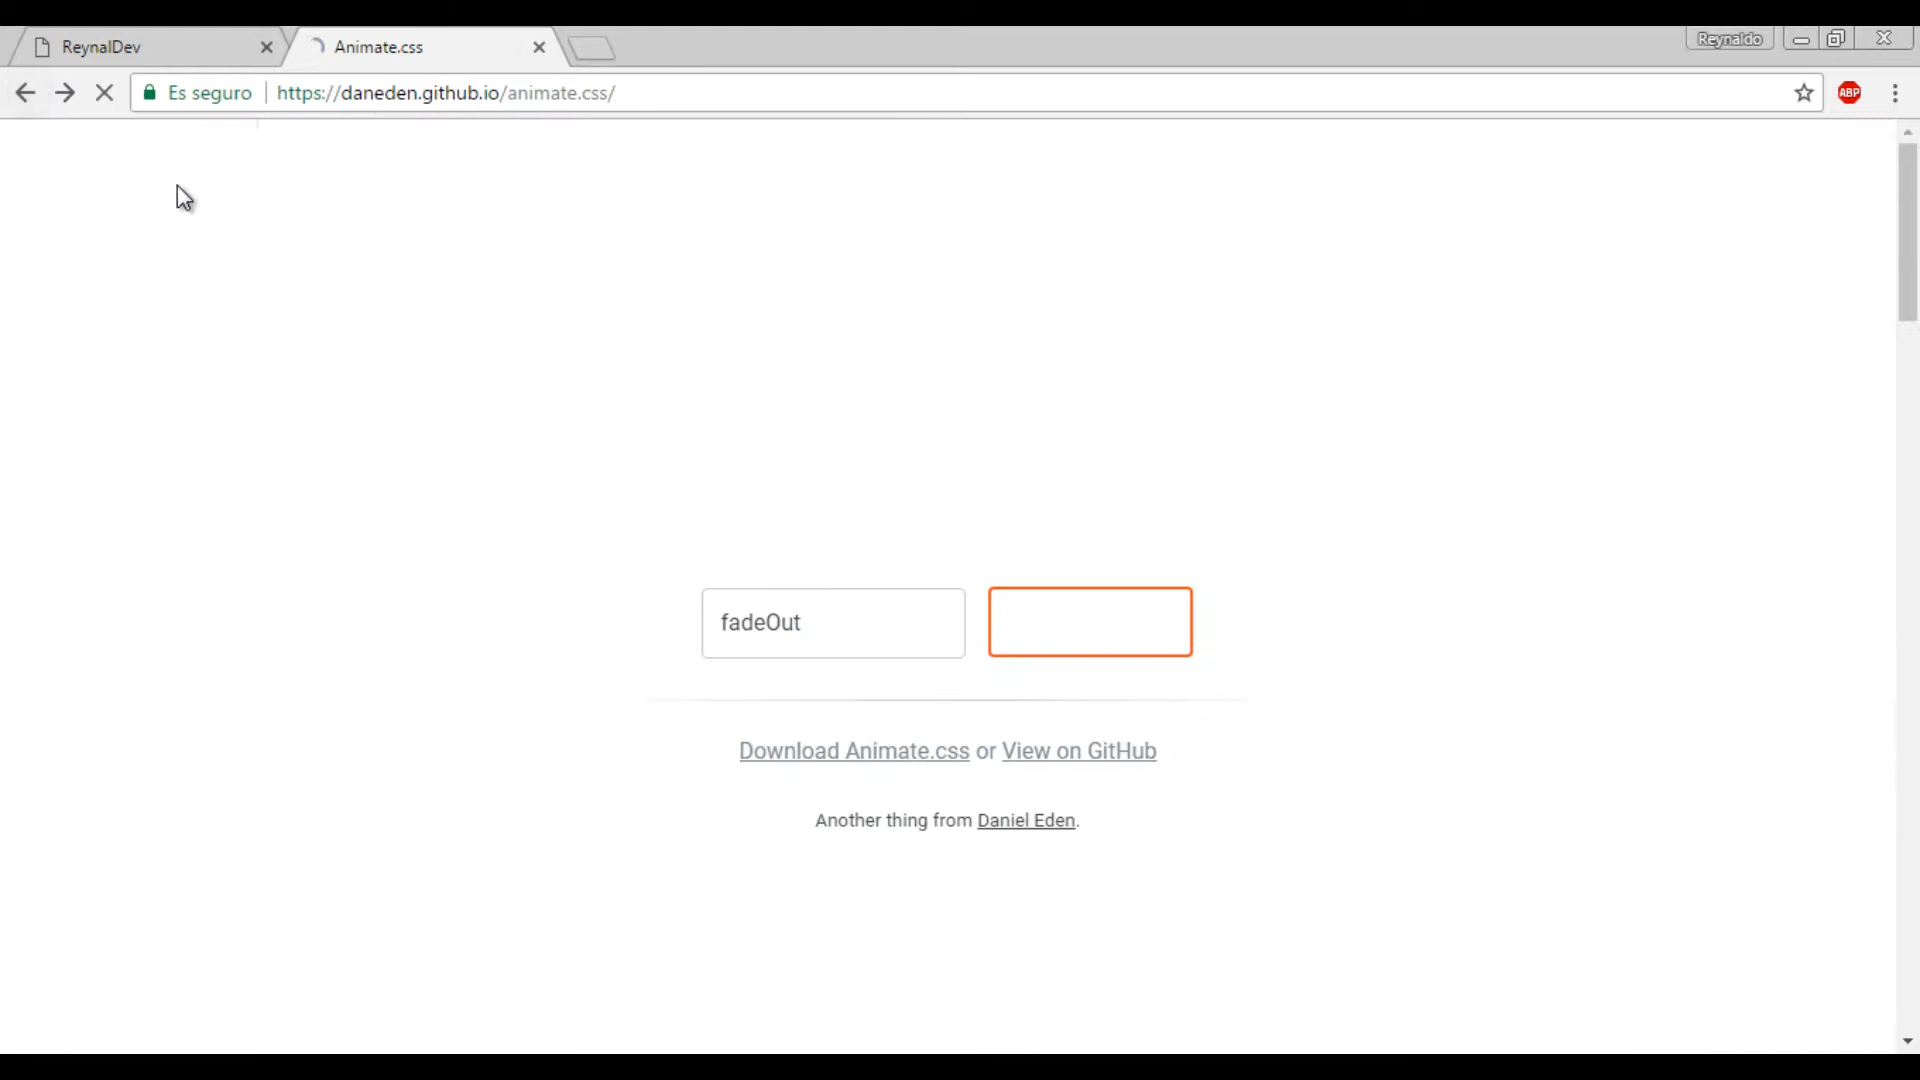 ReynalDev
Animate.css
Reynaldo
Es seguro
https://daneden.github.io/animate.css/
ABP
fadeOut
Download Animate.css or View on GitHub
Another thing from Daniel Eden.